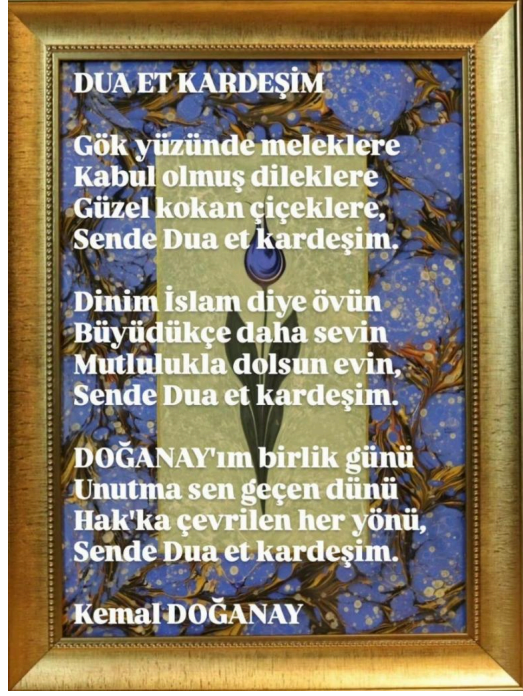 DUA ET KARDEŞİM
Gök yüzünde meleklere
Kabul olmuş dileklere
Güzel kokan çiçeklere,
Sende Dua et kardeşim.
Dinim İslam diye övün
Büyüdükçe daha sevin
Mutlulukla dolsun evin,
Sende Dua et kardeşim.
DOĞANAY'ım birlik günü
Unutma sen geçen dünü
Hak'ka çevrilen her yönü,
Sende Dua et kardeşim.
Kemal DOĞANAY